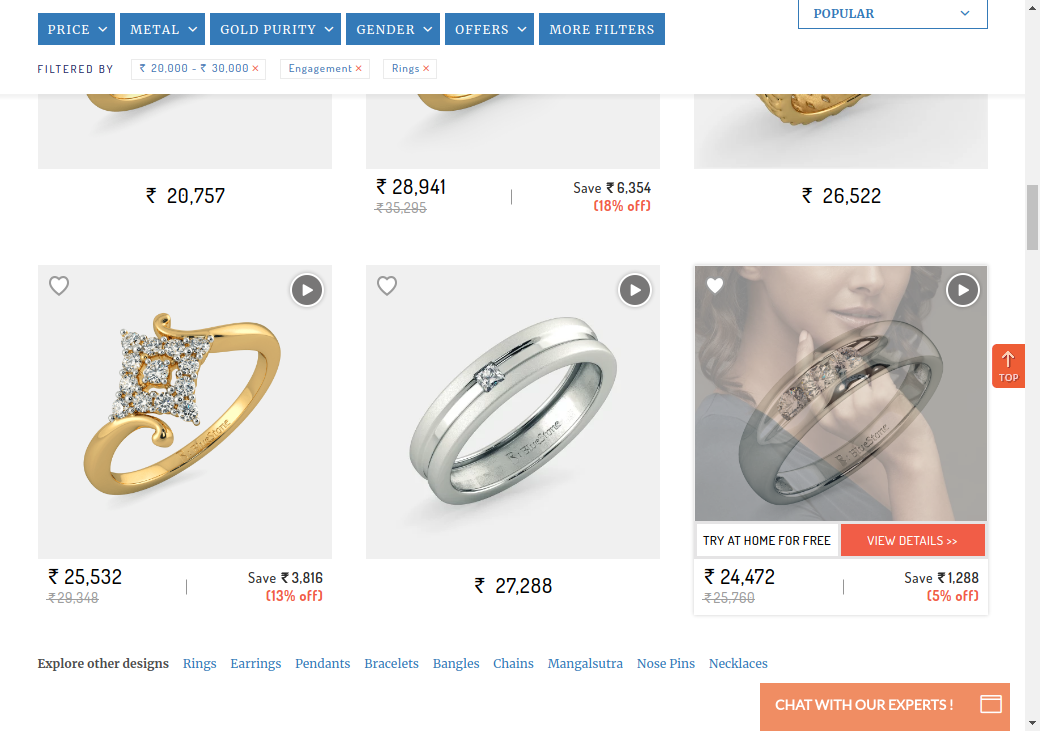 PRICE
METAL
GOLD PURITY
GENDER
OFFERS
MORE FILTERS
POPULAR
FILTERED BY
₹ 20,000 - ₹ 30,000 ×
Engagement ×
Rings ×
₹ 20,757
₹ 28,941
₹ 35,295
Save ₹ 6,354
(18% off)
₹ 26,522
BlueStone
BlueStone
BlueStone
TOP
TRY AT HOME FOR FREE
VIEW DETAILS >>
₹ 25,532
₹ 29,348
Save ₹ 3,816
(13% off)
₹ 27,288
₹ 24,472
₹ 25,760
Save ₹ 1,288
(5% off)
Explore other designs Rings Earrings Pendants Bracelets Bangles Chains Mangalsutra Nose Pins Necklaces
CHAT WITH OUR EXPERTS !